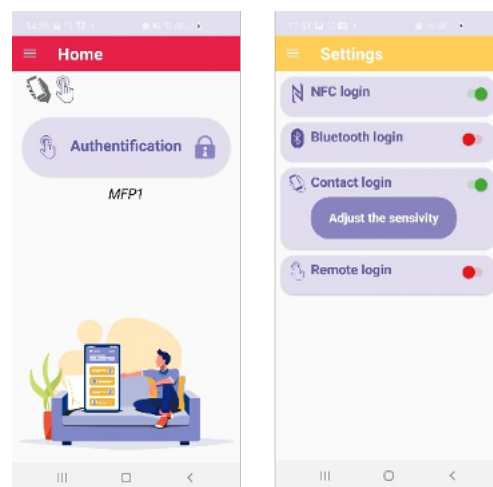 Home
Authentification
MFP1
Settings
NFC login
Bluetooth login
Contact login
Adjust the sensivity
Remote login